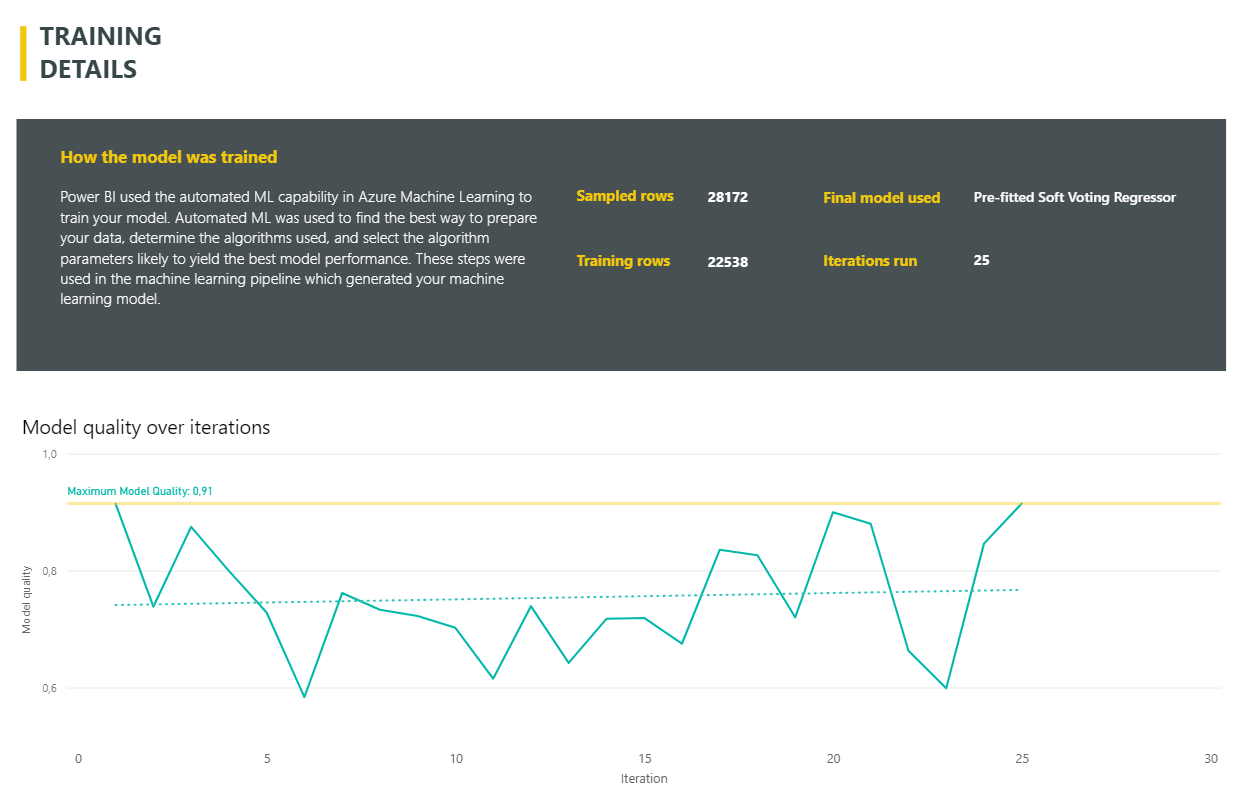 TRAINING
DETAILS
How the model was trained
Power BI used the automated ML capability in Azure Machine Learning to
train your model. Automated ML was used to find the best way to prepare
your data, determine the algorithms used, and select the algorithm
parameters likely to yield the best model performance. These steps were
used in the machine learning pipeline which generated your machine
learning model.
Sampled rows 28172
Final model used Pre-fitted Soft Voting Regressor
Training rows 22538
Iterations run 25
Model quality over iterations
1,0
Maximum Model Quality: 0,91
0,8
Model quality
0,6
0 5 10 15 20 25 30
Iteration